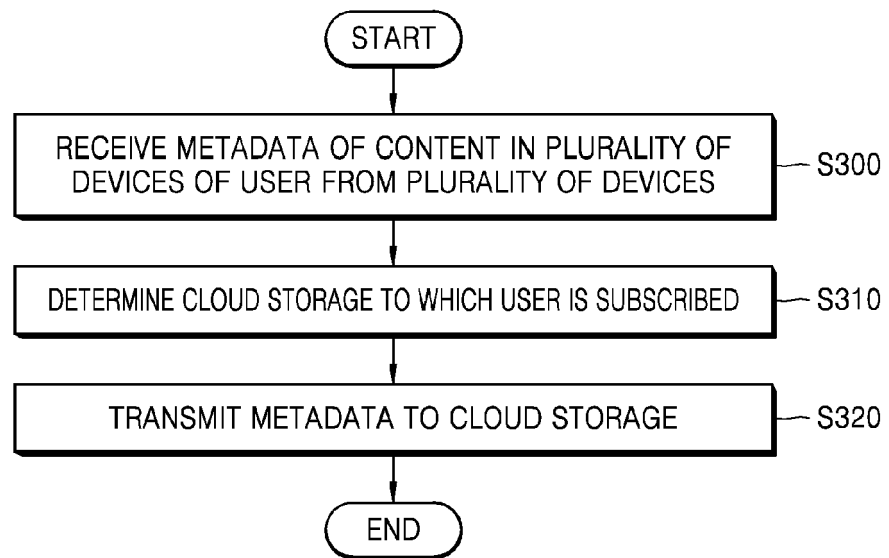 START
RECEIVE METADATA OF CONTENT IN PLURALITY OF
DEVICES OF USER FROM PLURALITY OF DEVICES
S300
DETERMINE CLOUD STORAGE TO WHICH USER IS SUBSCRIBED
S310
TRANSMIT METADATA TO CLOUD STORAGE
S320
END